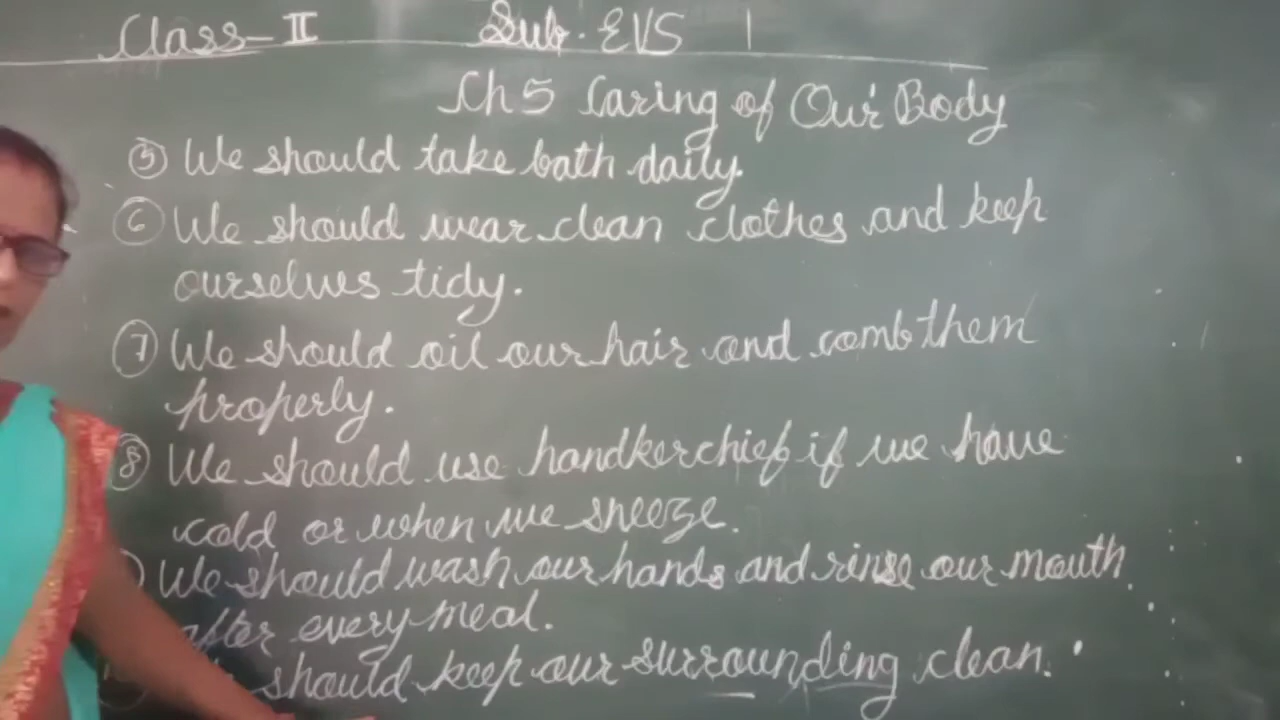 Class-II Sub. EVS
Ch 5 Caring of Our Body
⑤ We should take bath daily.
⑥ We should wear clean clothes and keep
ourselves tidy.
⑦ We should oil our hair and comb them
properly.
⑧ We should use handkerchief if we have
cold or when we sneeze.
We should wash our hands and rinse our mouth
after every meal.
should keep our surrounding clean.